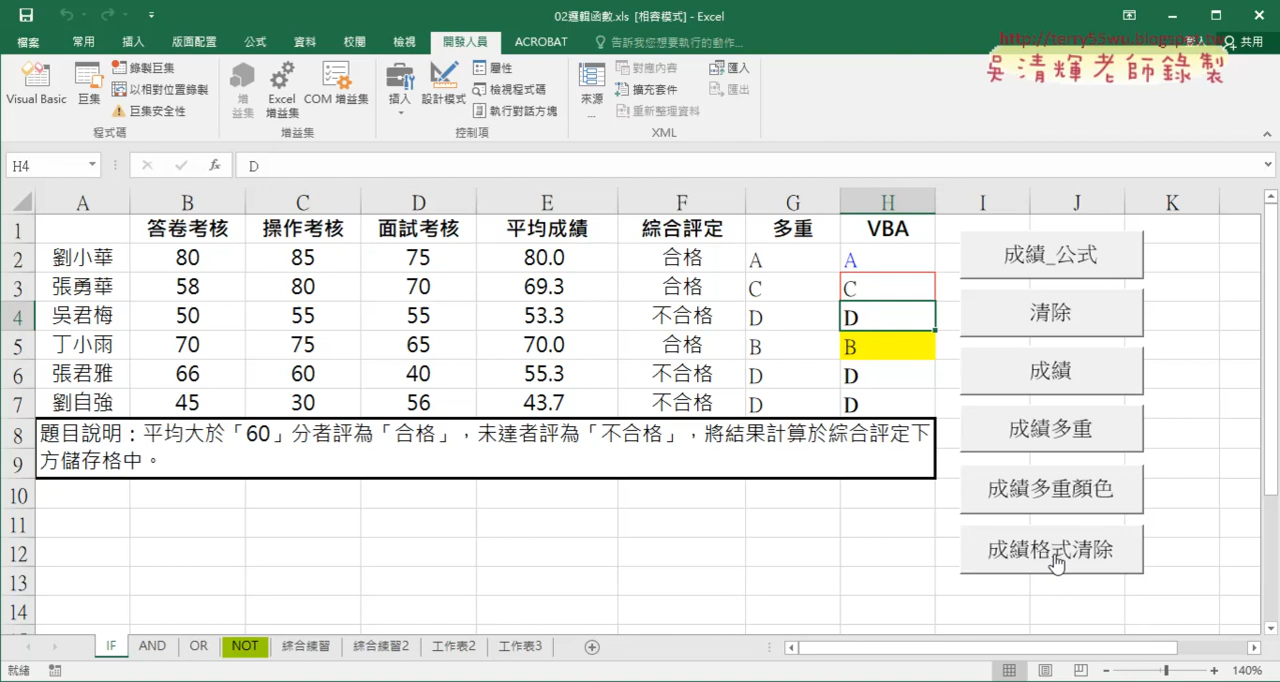 02邏輯函數.xls [相容模式] - Excel
檔案 常用 插入 版面配置 公式 資料 校閱 檢視 開發人員 ACROBAT 告訴我您想要執行的動作... 共用
http://terry55wu.blogspot.tw
吳清輝老師錄製
Visual Basic 巨集 錄製巨集 以相對位置錄製 巨集安全性
增益集 Excel 增益集 COM 增益集
插入 設計模式 屬性 檢視程式碼 執行對話方塊
來源... 對應內容 擴充套件 重新整理資料 匯入 匯出
程式碼 增益集 控制項 XML
H4 fx D
A B C D E F G H I J K
1 答卷考核 操作考核 面試考核 平均成績 綜合評定 多重 VBA
2 劉小華 80 85 75 80.0 合格 A A
3 張勇華 58 80 70 69.3 合格 C C
4 吳君梅 50 55 55 53.3 不合格 D D
5 丁小雨 70 75 65 70.0 合格 B B
6 張君雅 66 60 40 55.3 不合格 D D
7 劉自強 45 30 56 43.7 不合格 D D
8 題目說明：平均大於「60」分者評為「合格」，未達者評為「不合格」，將結果計算於綜合評定下
9 方儲存格中。
10
11
12
13
14
成績_公式
清除
成績
成績多重
成績多重顏色
成績格式清除
IF AND OR NOT 綜合練習 綜合練習2 工作表2 工作表3
就緒 140%